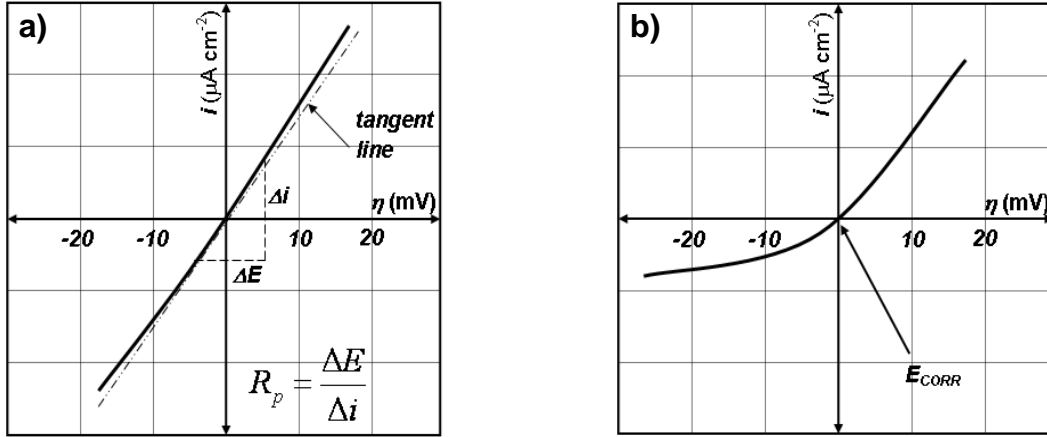 a)
i (μA cm⁻²)
tangent
line
Δi
η (mV)
-20 -10 10 20
ΔE
R_p = ΔE / Δi
b)
i (μA cm⁻²)
η (mV)
-20 -10 10 20
E_CORR